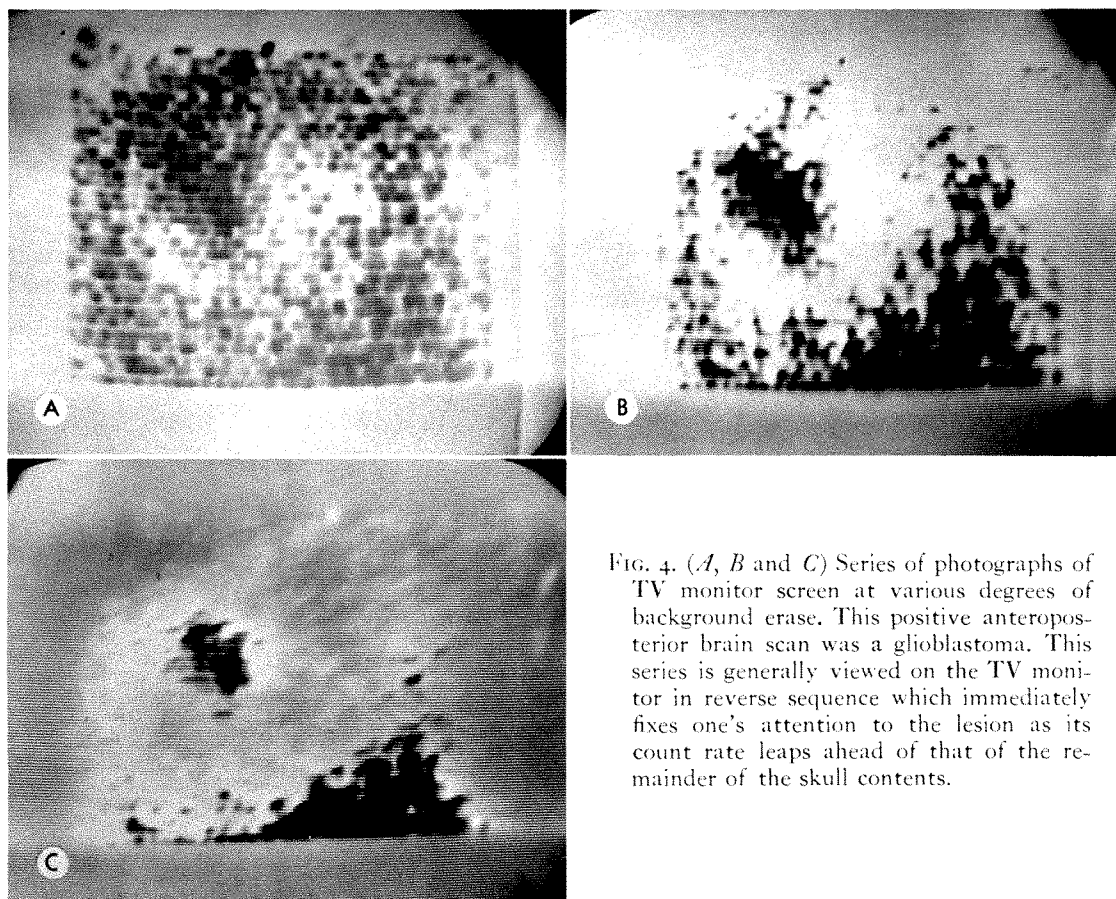 A
B
C
FIG. 4. (A, B and C) Series of photographs of
TV monitor screen at various degrees of
background erase. This positive anteropos-
terior brain scan was a glioblastoma. This
series is generally viewed on the TV moni-
tor in reverse sequence which immediately
fixes one's attention to the lesion as its
count rate leaps ahead of that of the re-
mainder of the skull contents.